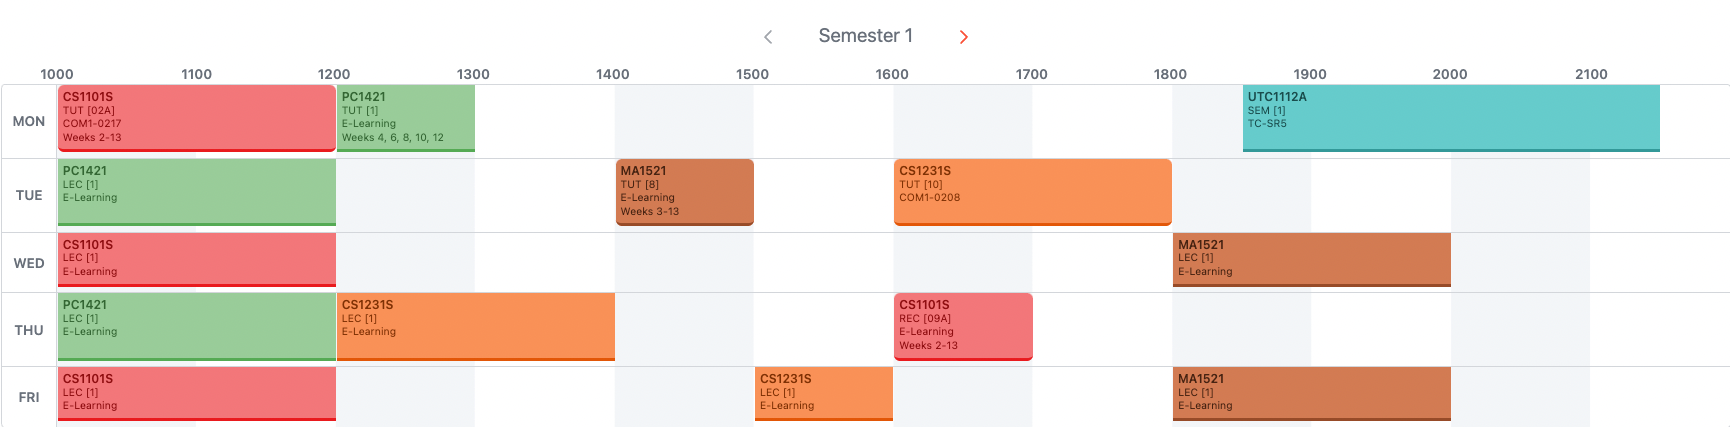 Semester 1
1000 1100 1200 1300 1400 1500 1600 1700 1800 1900 2000 2100
MON
CS1101S
TUT [02A]
COM1-0217
Weeks 2-13
PC1421
TUT [1]
E-Learning
Weeks 4, 6, 8, 10, 12
UTC1112A
SEM [1]
TC-SR5
TUE
PC1421
LEC [1]
E-Learning
MA1521
TUT [8]
E-Learning
Weeks 3-13
CS1231S
TUT [10]
COM1-0208
WED
CS1101S
LEC [1]
E-Learning
MA1521
LEC [1]
E-Learning
THU
PC1421
LEC [1]
E-Learning
CS1231S
LEC [1]
E-Learning
CS1101S
REC [09A]
E-Learning
Weeks 2-13
FRI
CS1101S
LEC [1]
E-Learning
CS1231S
LEC [1]
E-Learning
MA1521
LEC [1]
E-Learning